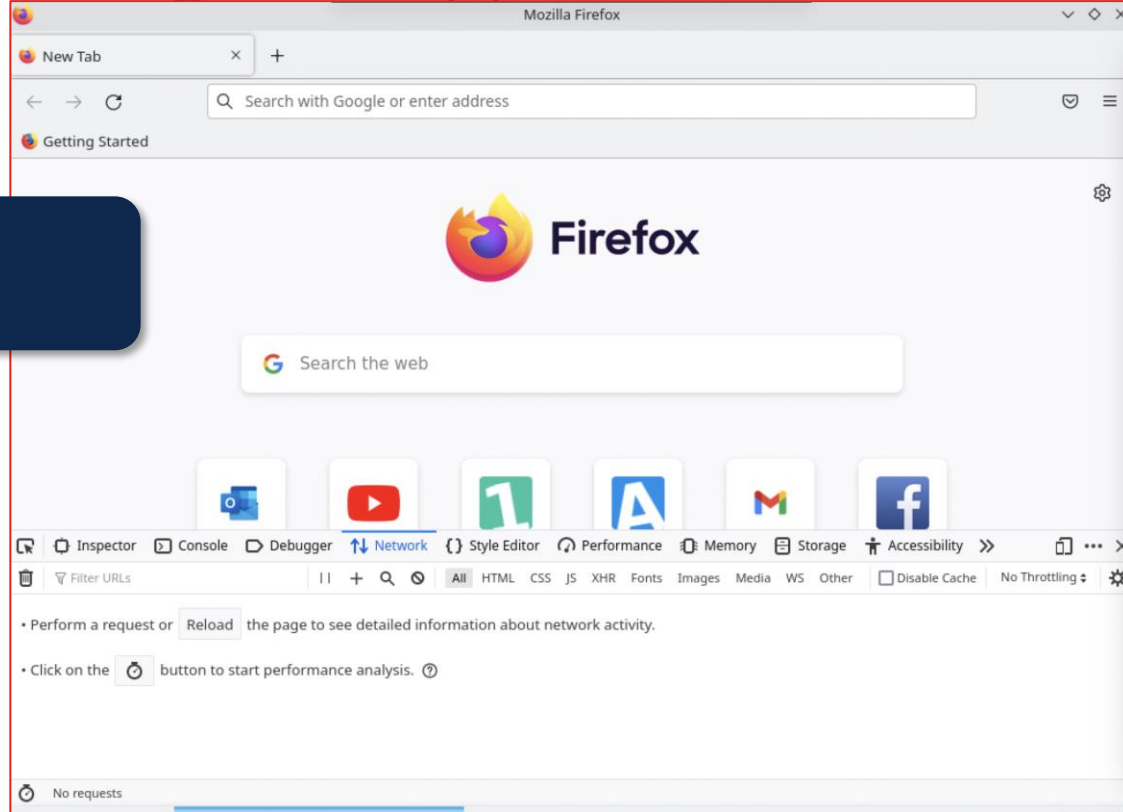 Mozilla Firefox
New Tab
Search with Google or enter address
Getting Started
Firefox
Search the web
Inspector Console Debugger Network {} Style Editor Performance Memory Storage Accessibility
Filter URLs All HTML CSS JS XHR Fonts Images Media WS Other Disable Cache No Throttling
• Perform a request or Reload the page to see detailed information about network activity.
• Click on the button to start performance analysis.
No requests